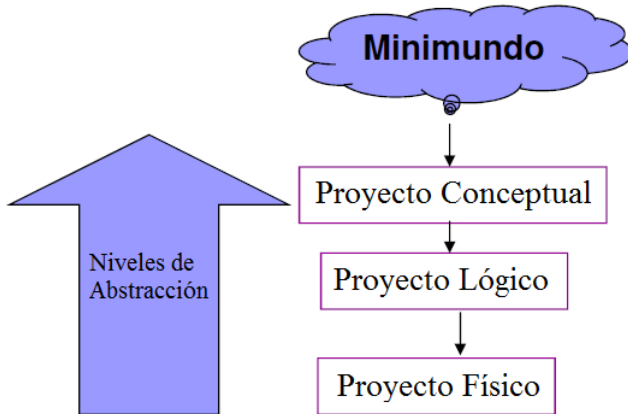 Minimundo
Proyecto Conceptual
Niveles de
Abstracción
Proyecto Lógico
Proyecto Físico